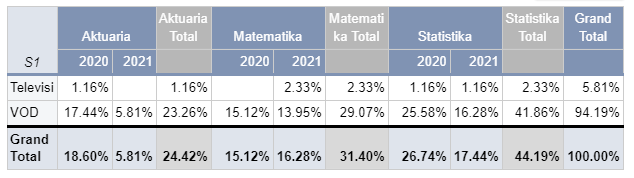 S1 Aktuaria Aktuaria Total Matematika Matemati ka Total Statistika Statistika Total Grand Total
2020 2021 2020 2021 2020 2021
Televisi 1.16% 1.16% 2.33% 2.33% 1.16% 1.16% 2.33% 5.81%
VOD 17.44% 5.81% 23.26% 15.12% 13.95% 29.07% 25.58% 16.28% 41.86% 94.19%
Grand Total 18.60% 5.81% 24.42% 15.12% 16.28% 31.40% 26.74% 17.44% 44.19% 100.00%